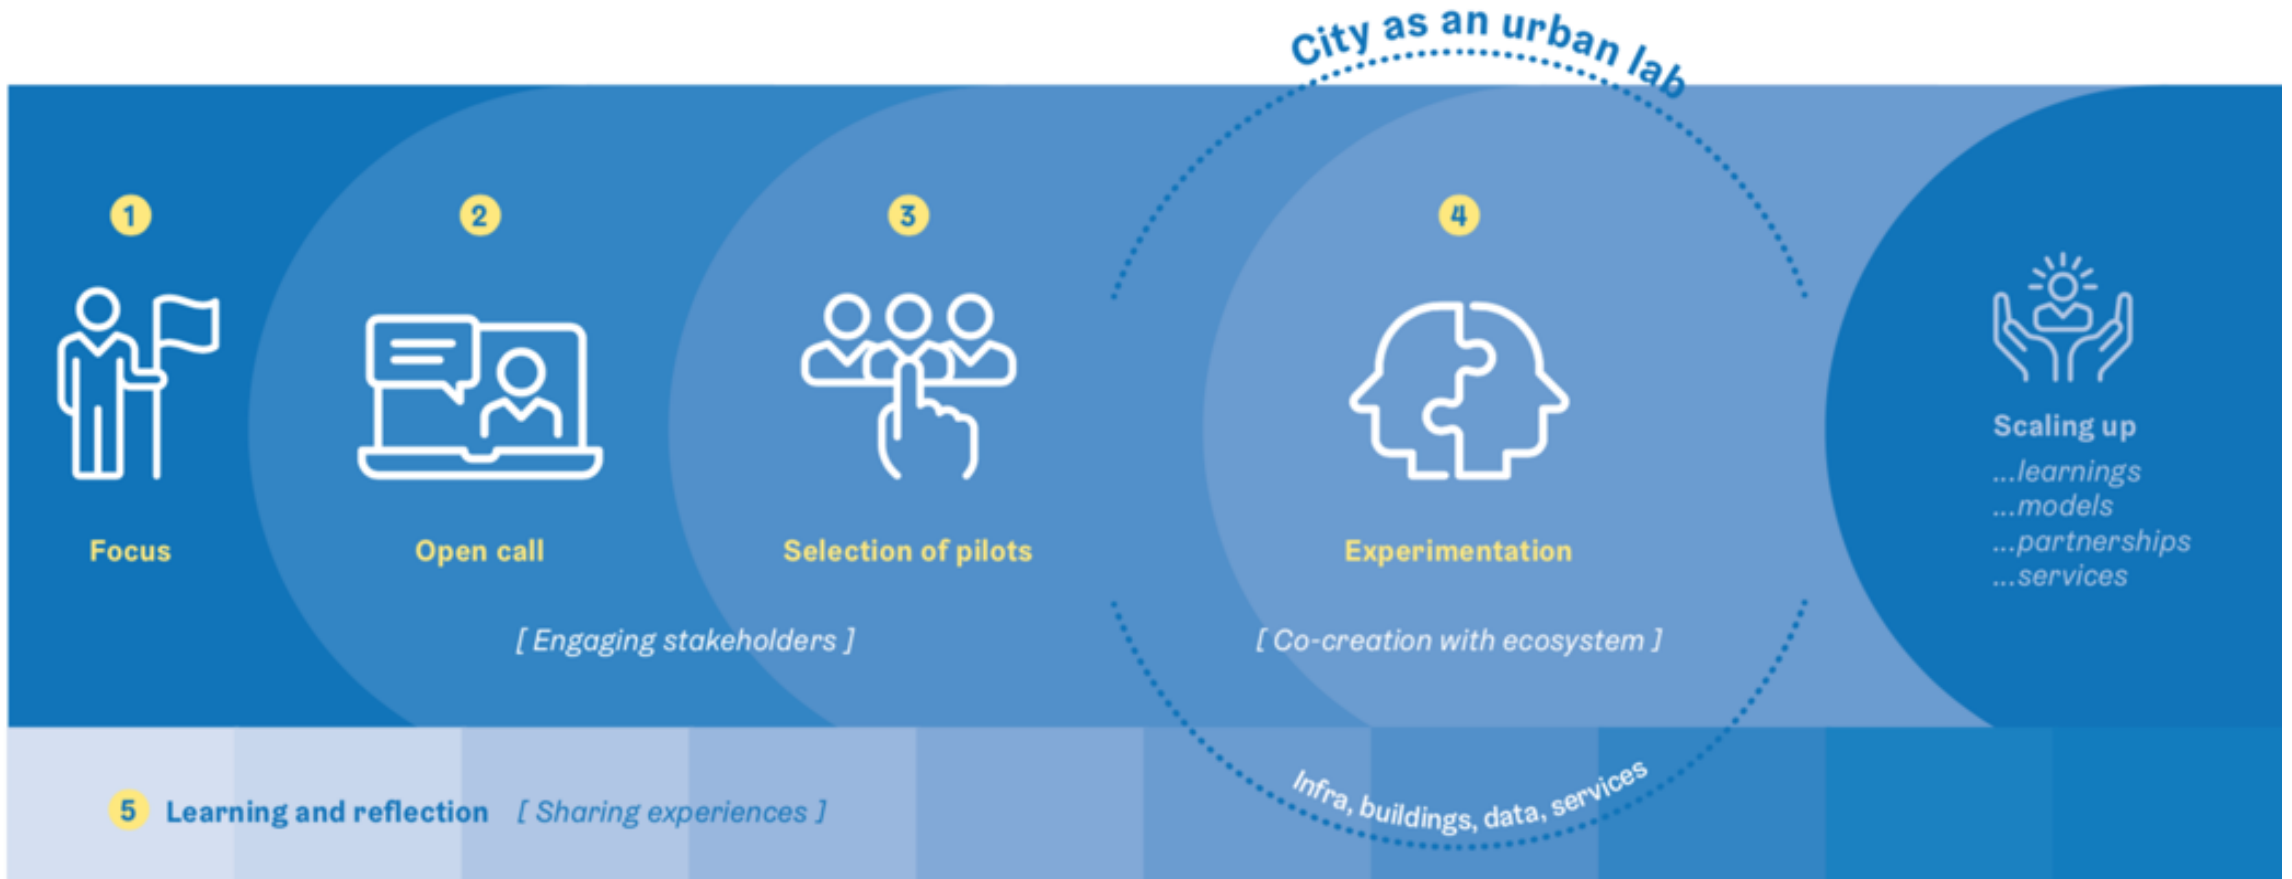 City as an urban lab
1
2
3
4
Focus
Open call
Selection of pilots
Experimentation
[ Engaging stakeholders ]
[ Co-creation with ecosystem ]
Scaling up
...learnings
...models
...partnerships
...services
5 Learning and reflection [ Sharing experiences ]
Infra, buildings, data, services